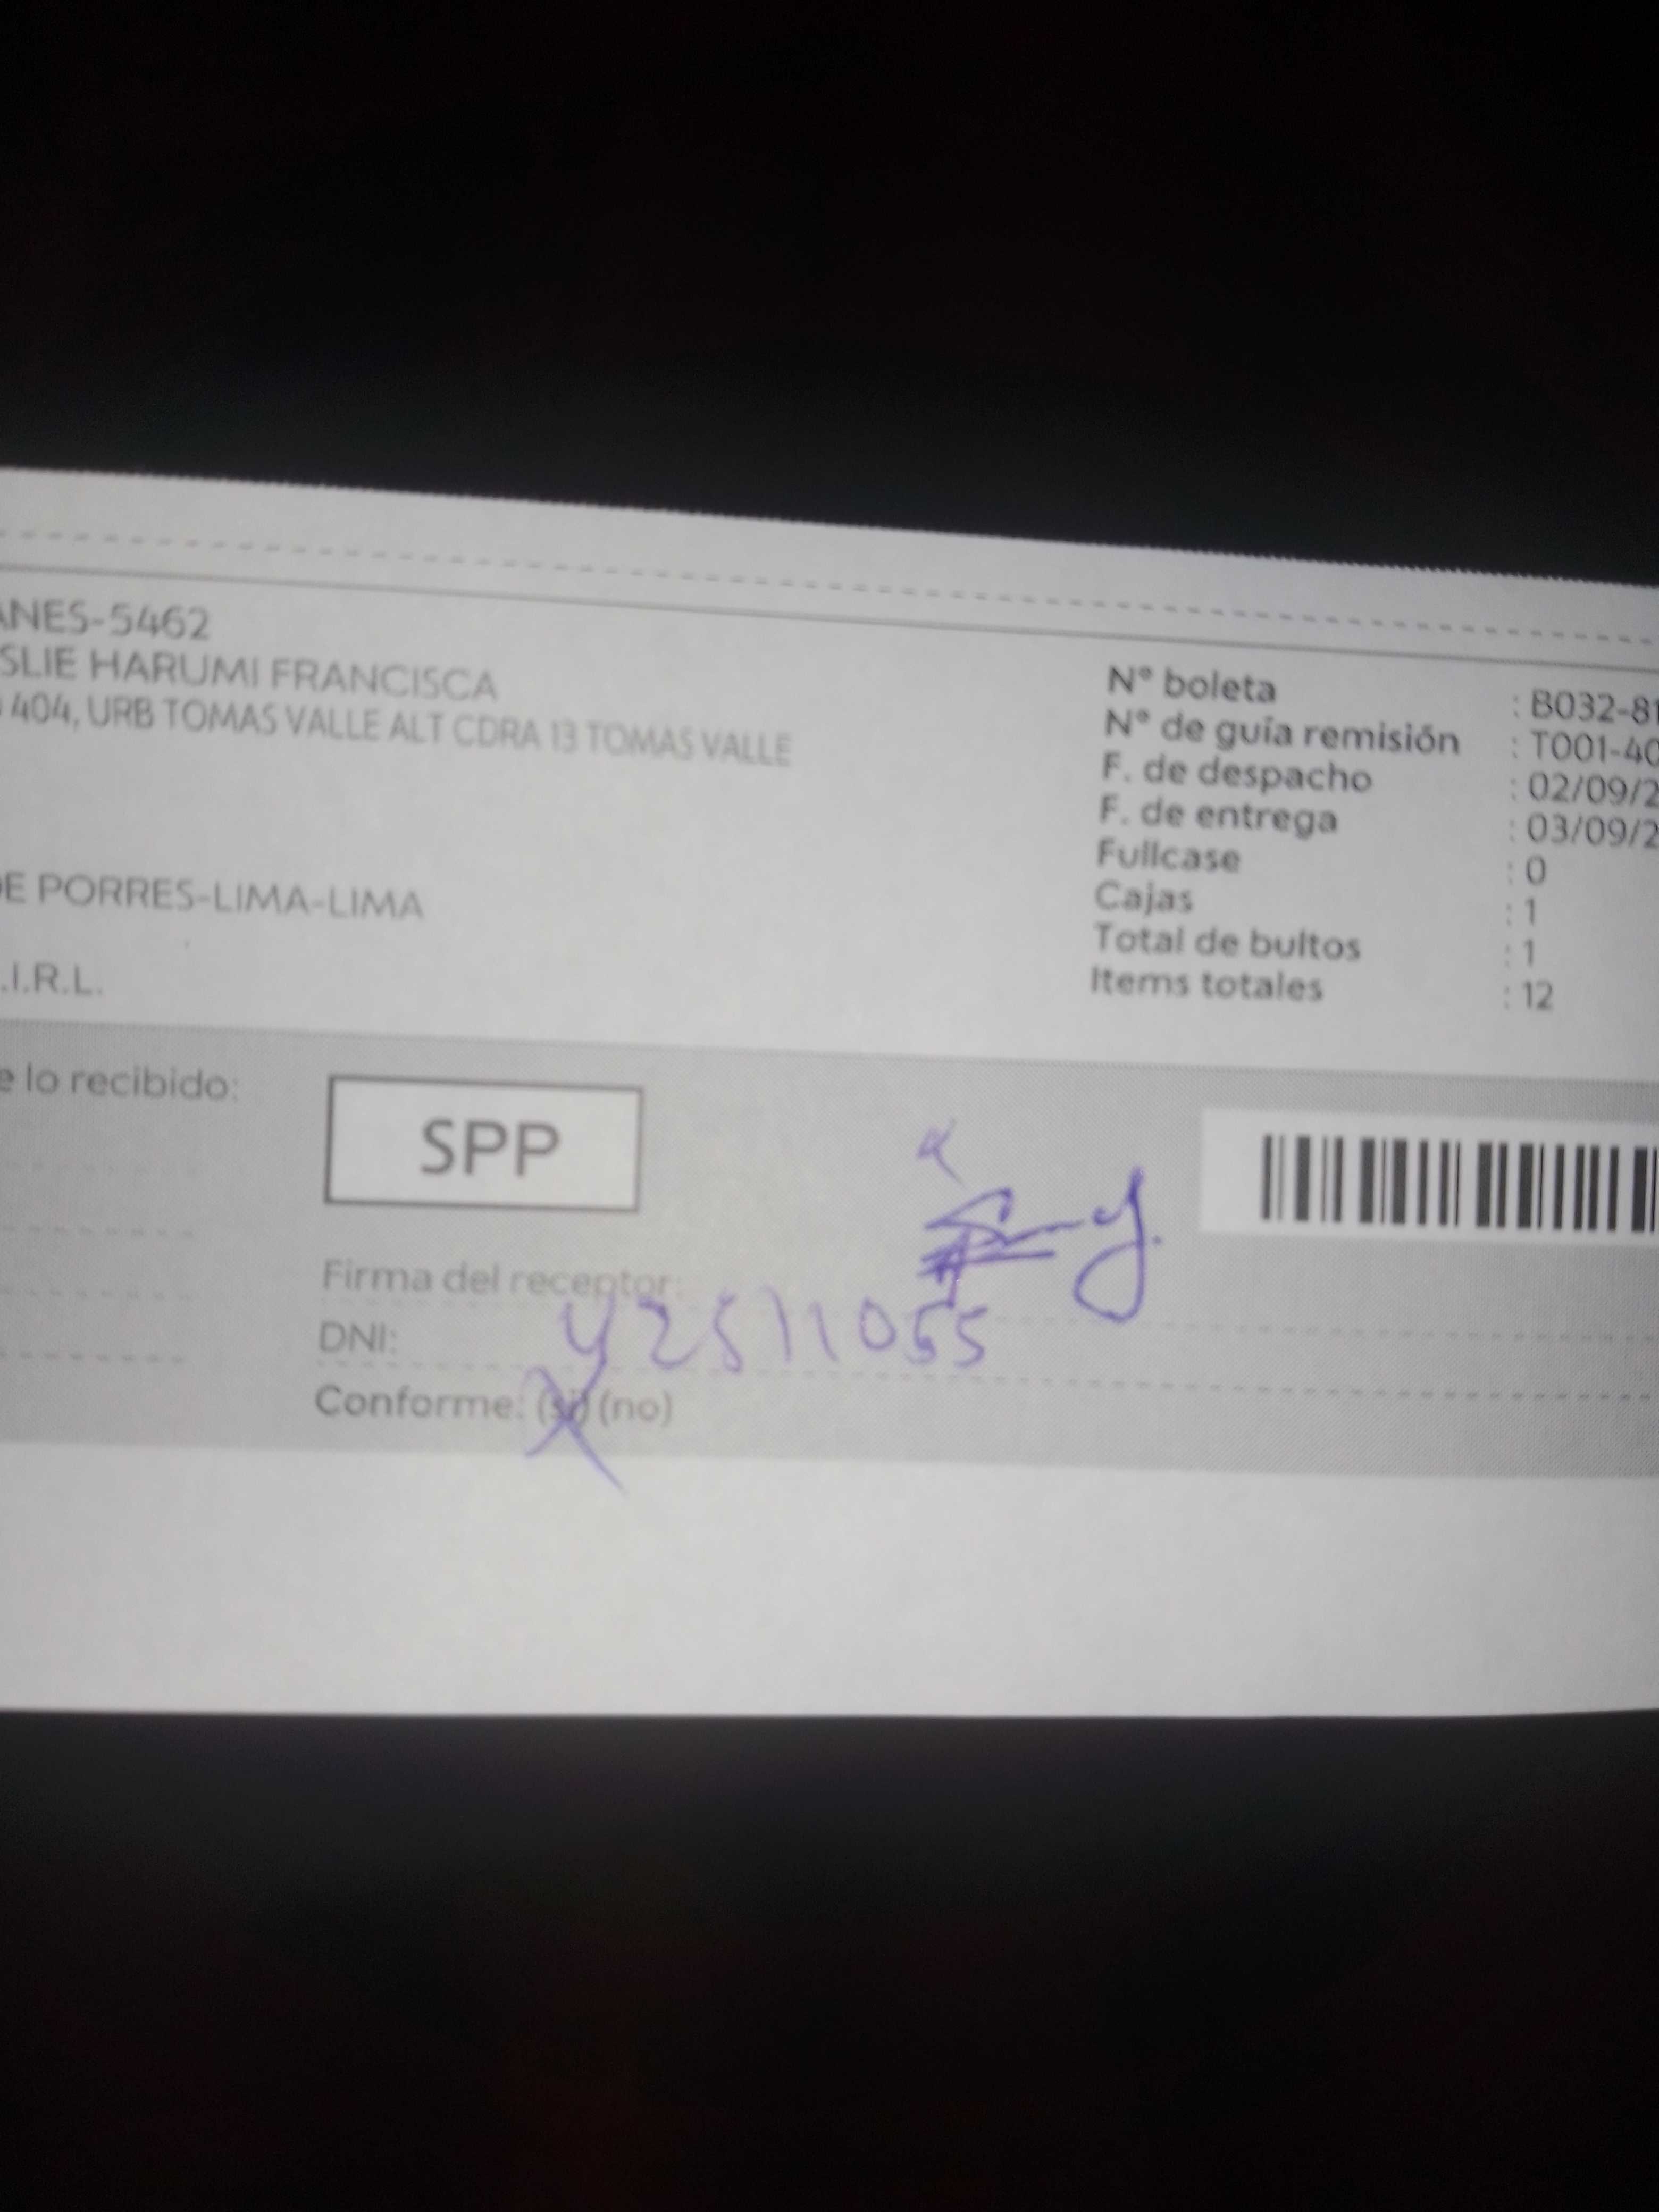 ANES-5462
SLIE HARUMI FRANCISCA
404, URB TOMAS VALLE ALT CDRA 13 TOMAS VALLE
DE PORRES-LIMA-LIMA
.I.R.L.
N° boleta : B032-81
N° de guía remisión : T001-40
F. de despacho : 02/09/2
F. de entrega : 03/09/2
Fullcase : 0
Cajas : 1
Total de bultos : 1
Items totales : 12
e lo recibido:
SPP
Firma del receptor:
DNI: 42511055
Conforme: (si) (no)